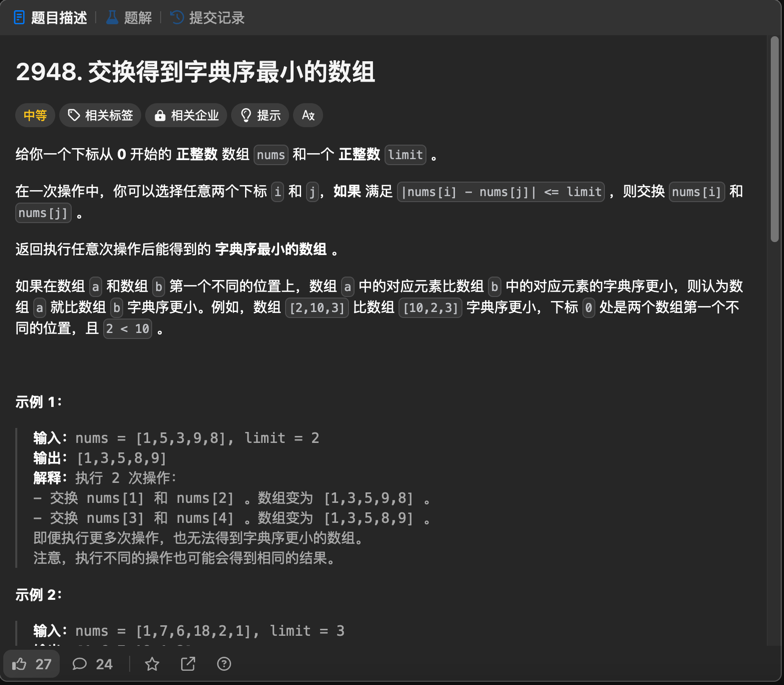 题目描述 题解 提交记录
2948. 交换得到字典序最小的数组
中等 相关标签 相关企业 提示
给你一个下标从 0 开始的 正整数 数组 nums 和一个 正整数 limit 。
在一次操作中，你可以选择任意两个下标 i 和 j，如果 满足 |nums[i] - nums[j]| <= limit ，则交换 nums[i] 和
nums[j] 。
返回执行任意次操作后能得到的 字典序最小的数组 。
如果在数组 a 和数组 b 第一个不同的位置上，数组 a 中的对应元素比数组 b 中的对应元素的字典序更小，则认为数
组 a 就比数组 b 字典序更小。例如，数组 [2,10,3] 比数组 [10,2,3] 字典序更小，下标 0 处是两个数组第一个不
同的位置，且 2 < 10 。
示例 1：
输入：nums = [1,5,3,9,8], limit = 2
输出：[1,3,5,8,9]
解释：执行 2 次操作：
- 交换 nums[1] 和 nums[2] 。数组变为 [1,3,5,9,8] 。
- 交换 nums[3] 和 nums[4] 。数组变为 [1,3,5,8,9] 。
即便执行更多次操作，也无法得到字典序更小的数组。
注意，执行不同的操作也可能会得到相同的结果。
示例 2：
输入：nums = [1,7,6,18,2,1], limit = 3
27 24